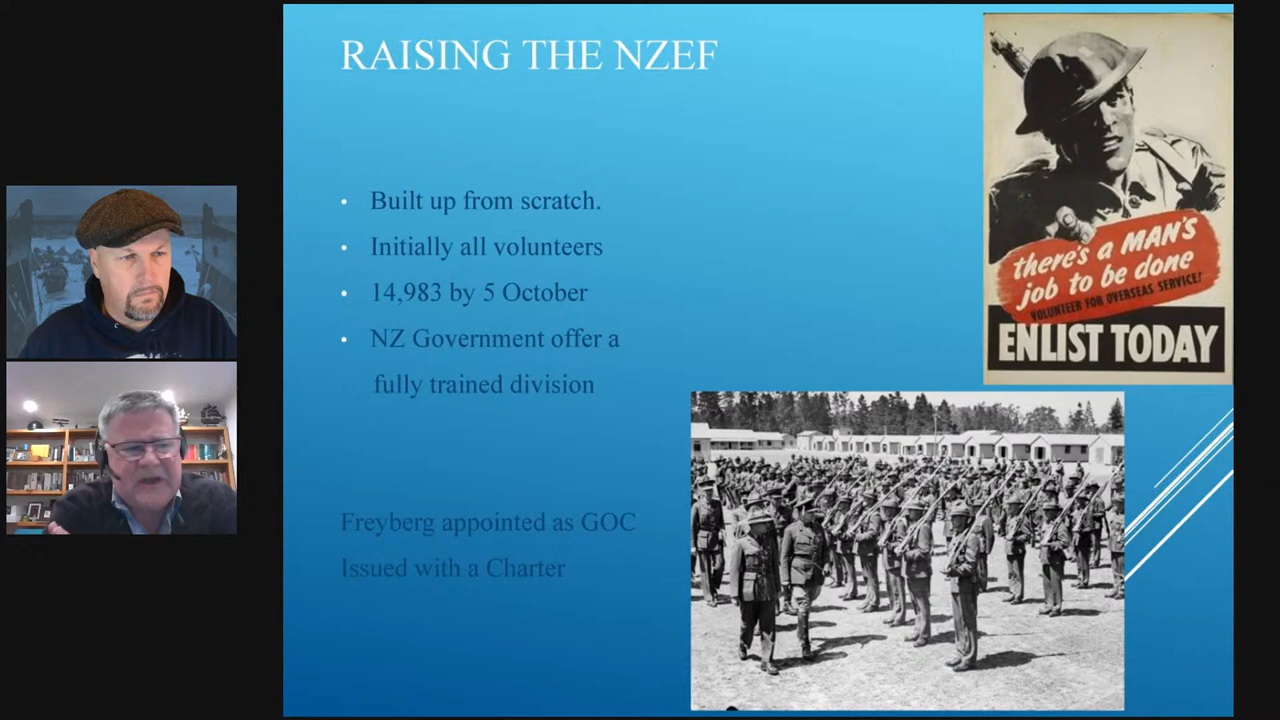 RAISING THE NZEF
• Built up from scratch.
• Initially all volunteers
• 14,983 by 5 October
• NZ Government offer a
fully trained division
Freyberg appointed as GOC
Issued with a Charter
there's a MAN'S
job to be done
VOLUNTEER FOR OVERSEAS SERVICE!
ENLIST TODAY